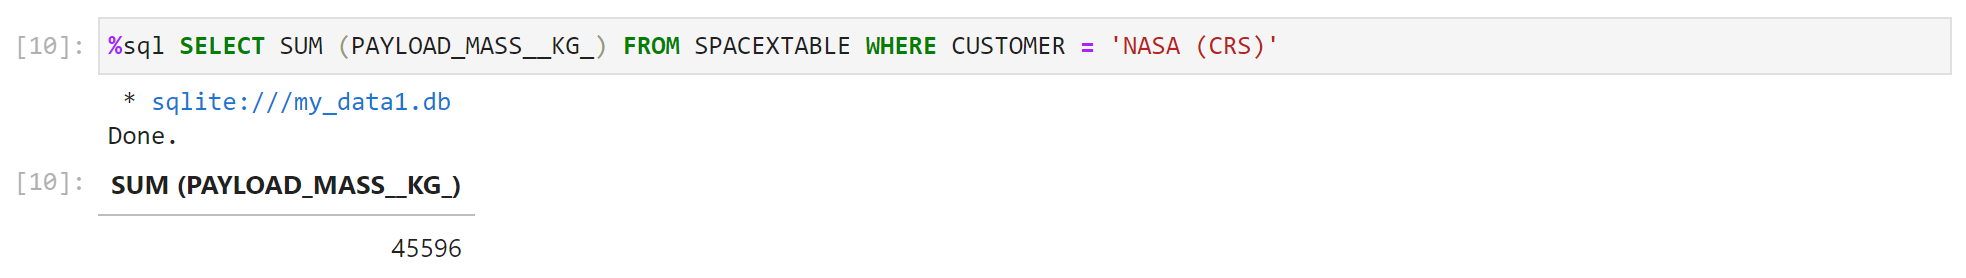 [10]: %sql SELECT SUM (PAYLOAD_MASS__KG_) FROM SPACEXTABLE WHERE CUSTOMER = 'NASA (CRS)'
* sqlite:///my_data1.db
Done.
[10]: SUM (PAYLOAD_MASS__KG_)
45596